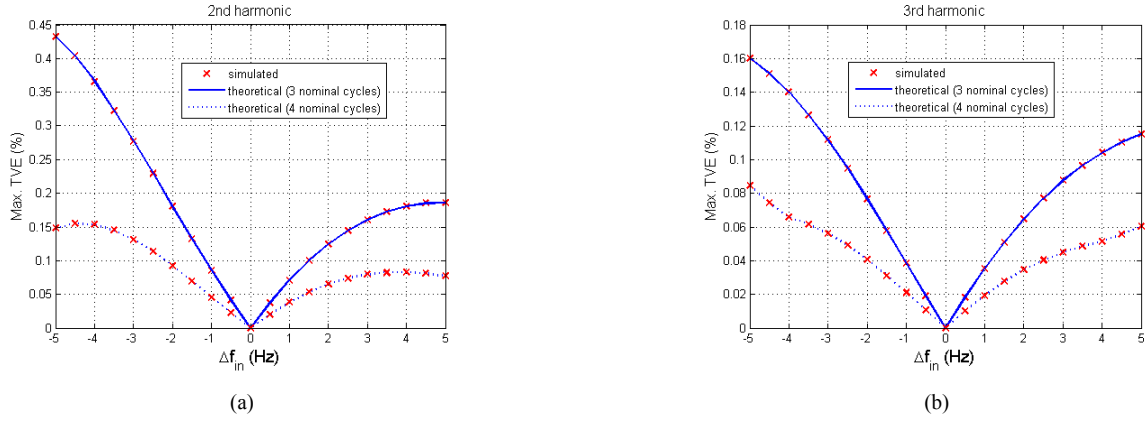 2nd harmonic
0.45
0.4
0.35
0.3
0.25
0.2
0.15
0.1
0.05
0
Max. TVE (%)
simulated
theoretical (3 nominal cycles)
theoretical (4 nominal cycles)
-5 -5 -3 -2 -1 0 1 2 3 4 5
Δf_in (Hz)
(a)
3rd harmonic
0.18
0.16
0.14
0.12
0.1
0.08
0.06
0.04
0.02
0
Max. TVE (%)
simulated
theoretical (3 nominal cycles)
theoretical (4 nominal cycles)
-5 -5 -3 -2 -1 0 1 2 3 4 5
Δf_in (Hz)
(b)